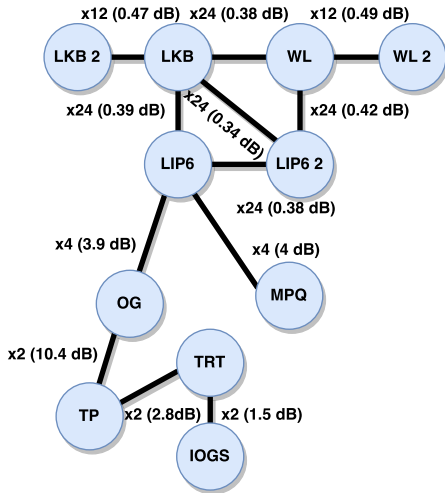 x12 (0.47 dB) x24 (0.38 dB) x12 (0.49 dB)
LKB 2 LKB WL WL 2
x24 (0.39 dB) x24 (0.34 dB) x24 (0.42 dB)
LIP6 LIP6 2
x24 (0.38 dB)
x4 (3.9 dB) x4 (4 dB)
OG MPQ
x2 (10.4 dB) TRT
TP x2 (2.8dB) x2 (1.5 dB)
IOGS